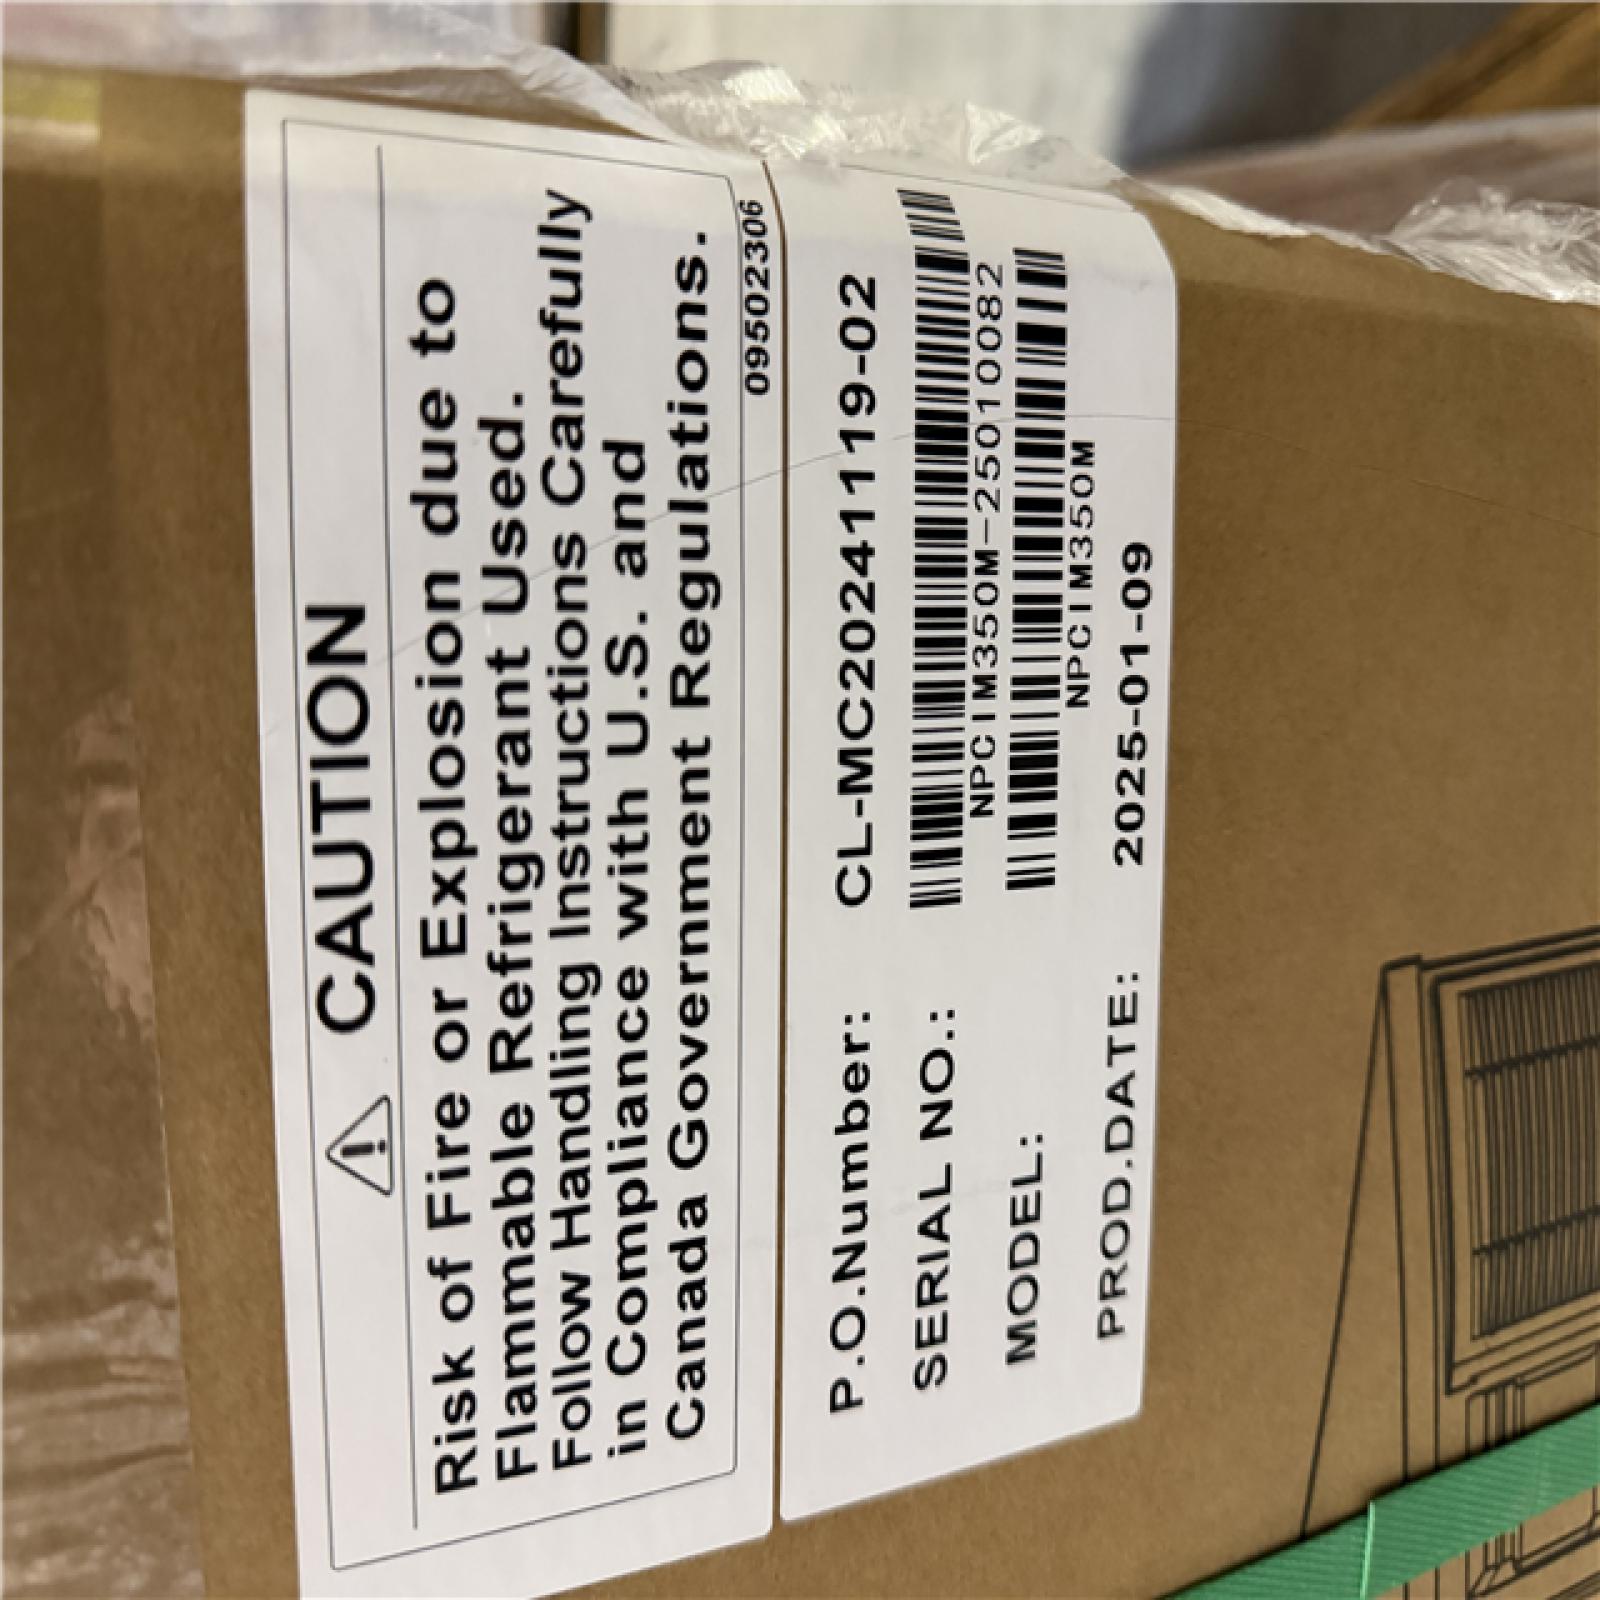 CAUTION
Risk of Fire or Explosion due to
Flammable Refrigerant Used.
Follow Handling Instructions Carefully
in Compliance with U.S. and
Canada Government Regulations.
09502306
P.O.Number: CL-MC20241119-02
SERIAL NO.:
NPCIM350M-25010082
MODEL:
NPCIM350M
PROD.DATE: 2025-01-09